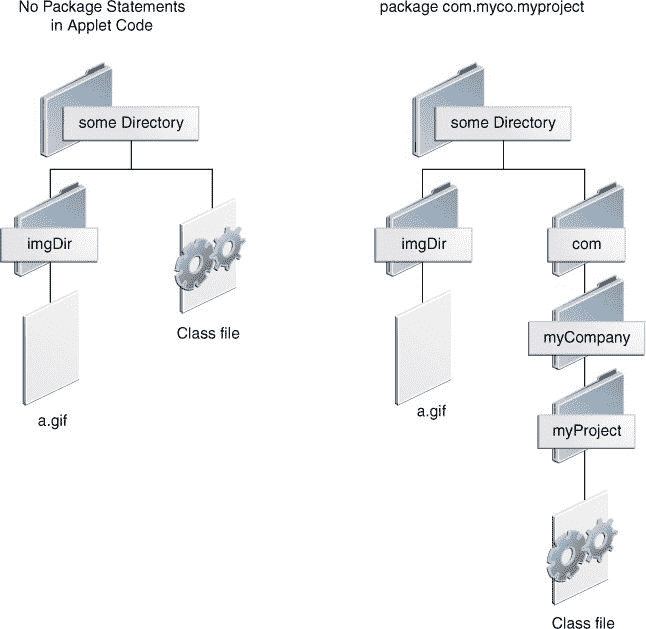 No Package Statements
in Applet Code
some Directory
imgDir
Class file
a.gif
package com.myco.myproject
some Directory
imgDir
com
myCompany
a.gif
myProject
Class file